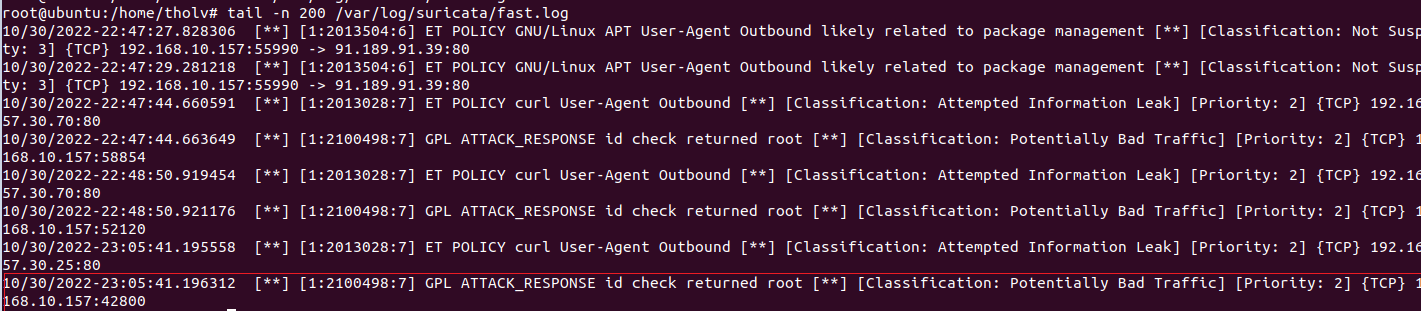 root@ubuntu:/home/tholv# tail -n 200 /var/log/suricata/fast.log
10/30/2022-22:47:27.828306  [**] [1:2013504:6] ET POLICY GNU/Linux APT User-Agent Outbound likely related to package management [**] [Classification: Not Susp
ty: 3] {TCP} 192.168.10.157:55990 -> 91.189.91.39:80
10/30/2022-22:47:29.281218  [**] [1:2013504:6] ET POLICY GNU/Linux APT User-Agent Outbound likely related to package management [**] [Classification: Not Susp
ty: 3] {TCP} 192.168.10.157:55990 -> 91.189.91.39:80
10/30/2022-22:47:44.660591  [**] [1:2013028:7] ET POLICY curl User-Agent Outbound [**] [Classification: Attempted Information Leak] [Priority: 2] {TCP} 192.16
57.30.70:80
10/30/2022-22:47:44.663649  [**] [1:2100498:7] GPL ATTACK_RESPONSE id check returned root [**] [Classification: Potentially Bad Traffic] [Priority: 2] {TCP} 1
168.10.157:58854
10/30/2022-22:48:50.919454  [**] [1:2013028:7] ET POLICY curl User-Agent Outbound [**] [Classification: Attempted Information Leak] [Priority: 2] {TCP} 192.16
57.30.70:80
10/30/2022-22:48:50.921176  [**] [1:2100498:7] GPL ATTACK_RESPONSE id check returned root [**] [Classification: Potentially Bad Traffic] [Priority: 2] {TCP} 1
168.10.157:52120
10/30/2022-23:05:41.195558  [**] [1:2013028:7] ET POLICY curl User-Agent Outbound [**] [Classification: Attempted Information Leak] [Priority: 2] {TCP} 192.16
57.30.25:80
10/30/2022-23:05:41.196312  [**] [1:2100498:7] GPL ATTACK_RESPONSE id check returned root [**] [Classification: Potentially Bad Traffic] [Priority: 2] {TCP} 1
168.10.157:42800